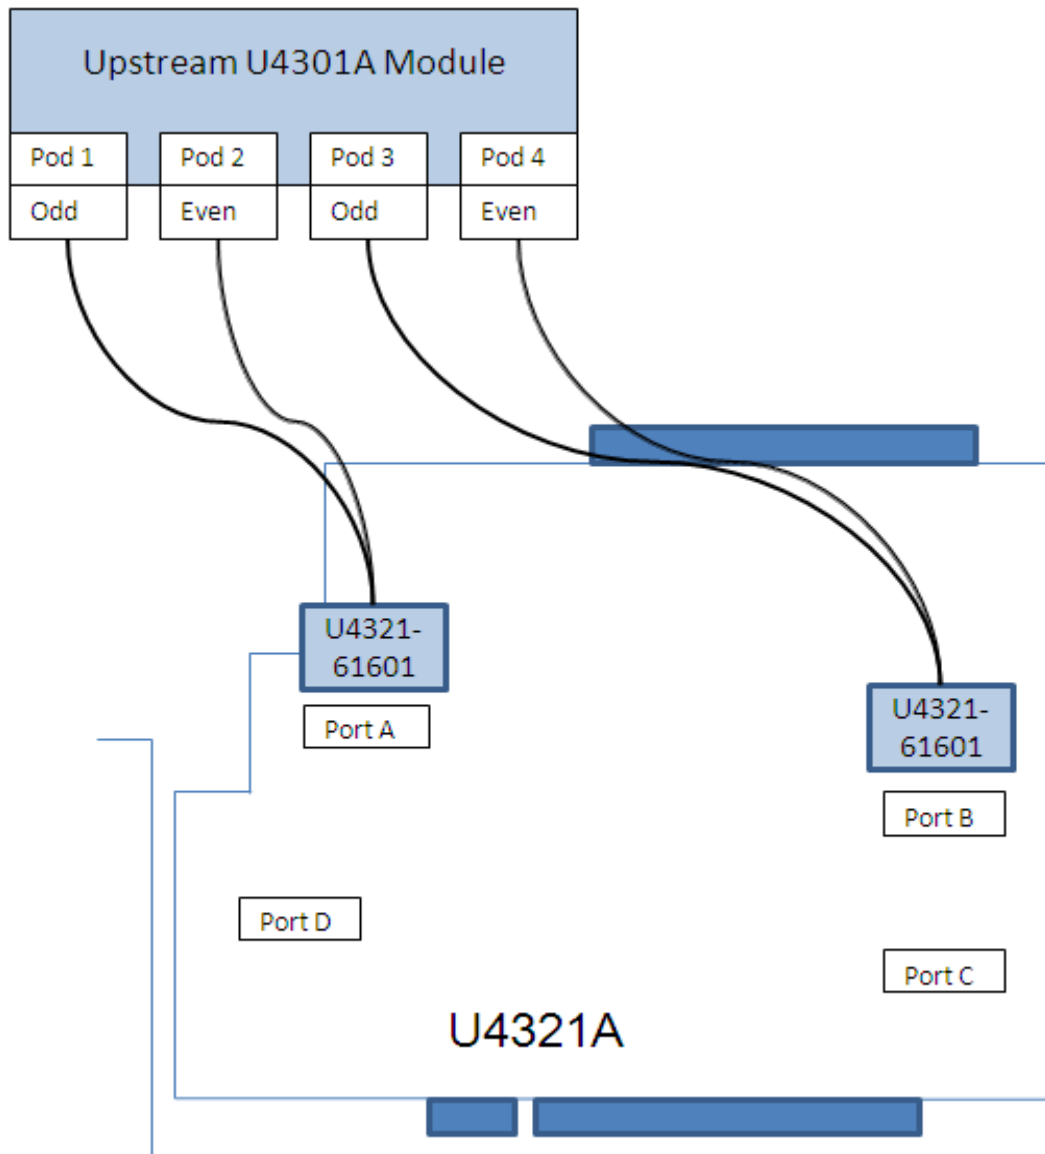 Upstream U4301A Module
Pod 1
Pod 2
Pod 3
Pod 4
Odd
Even
Odd
Even
U4321-
61601
Port A
U4321-
61601
Port B
Port D
Port C
U4321A